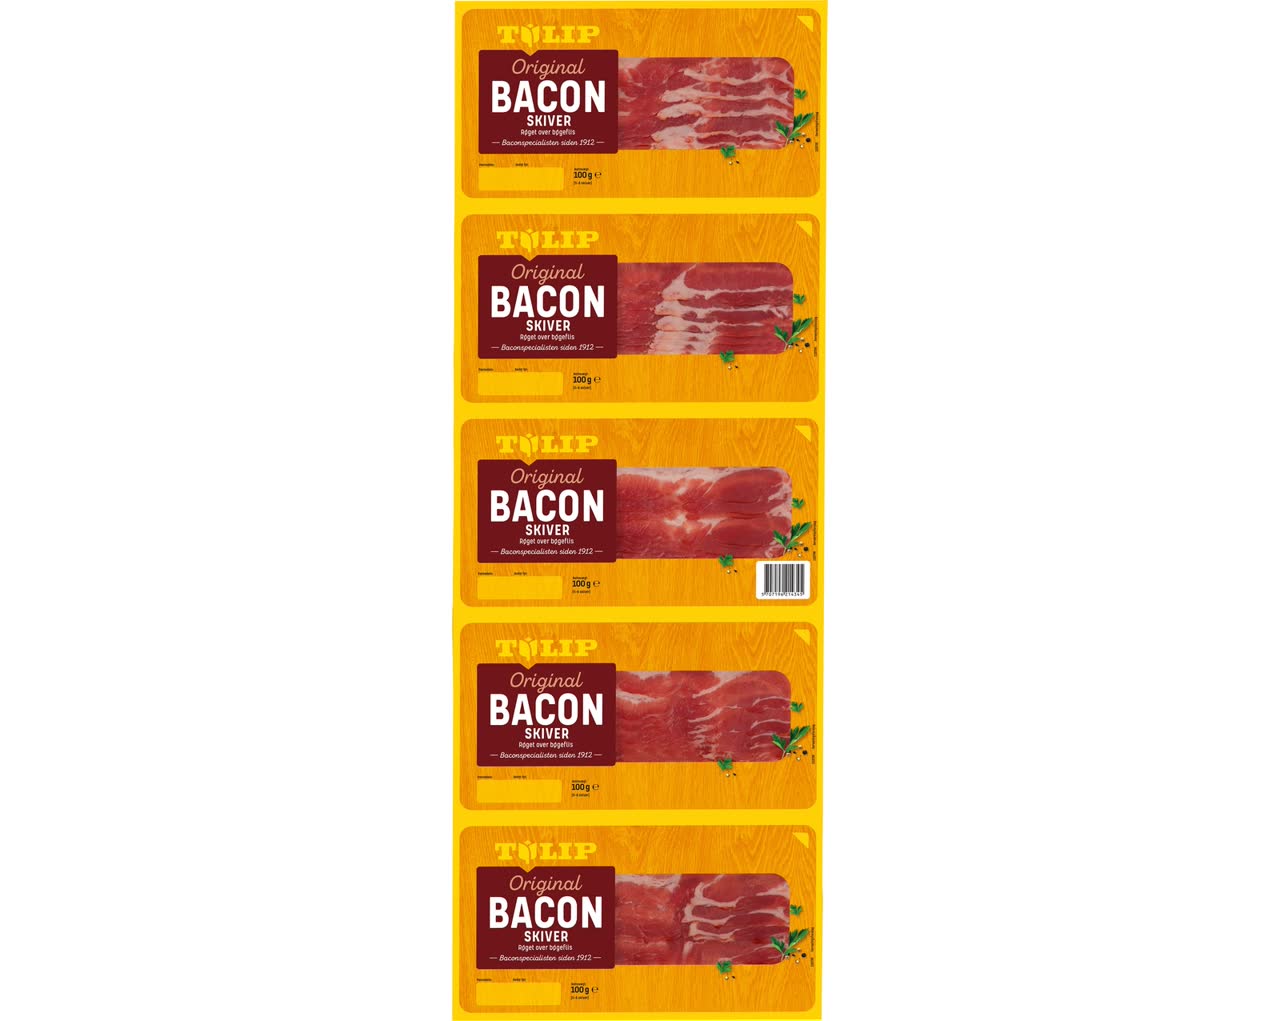 TULIP
Original
BACON
SKIVER
Røget over bøgeflis
— Baconspecialisten siden 1912 —
100 g ℮
TULIP
Original
BACON
SKIVER
Røget over bøgeflis
— Baconspecialisten siden 1912 —
100 g ℮
TULIP
Original
BACON
SKIVER
Røget over bøgeflis
— Baconspecialisten siden 1912 —
100 g ℮
TULIP
Original
BACON
SKIVER
Røget over bøgeflis
— Baconspecialisten siden 1912 —
100 g ℮
TULIP
Original
BACON
SKIVER
Røget over bøgeflis
— Baconspecialisten siden 1912 —
100 g ℮